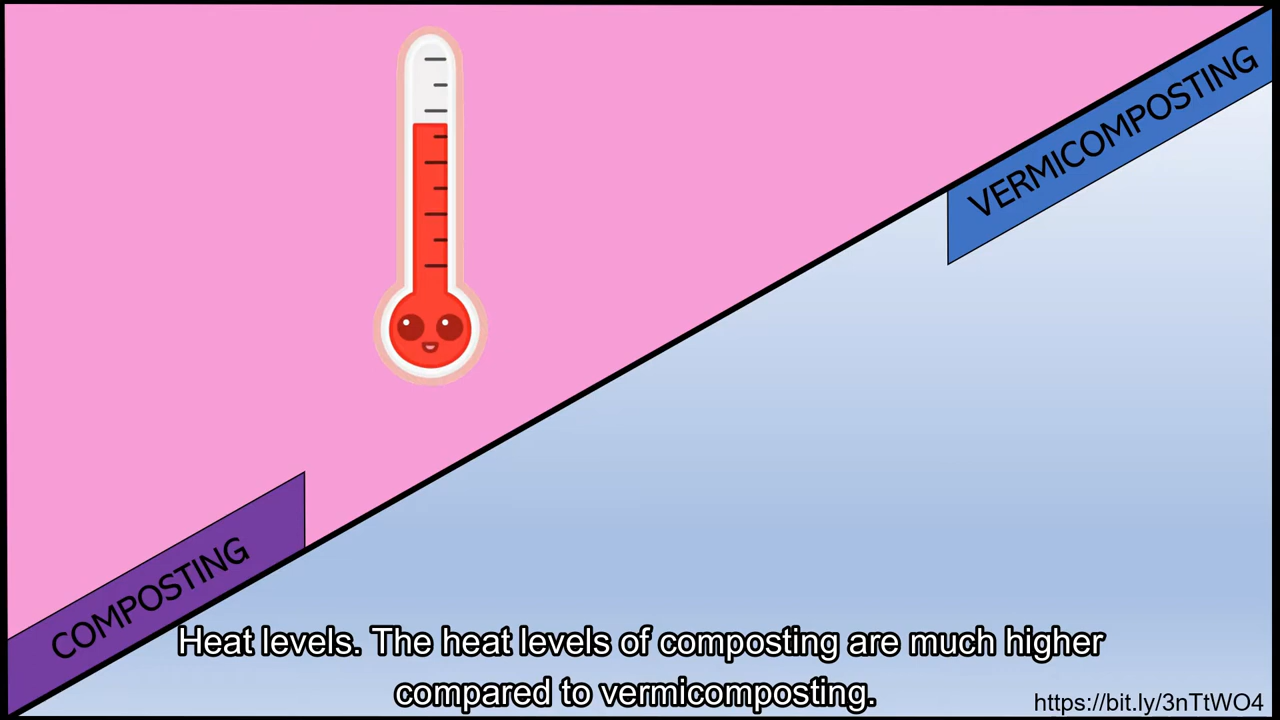 VERMICOMPOSTING
COMPOSTING
Heat levels. The heat levels of composting are much higher
compared to vermicomposting.
https://bit.ly/3nTtWO4